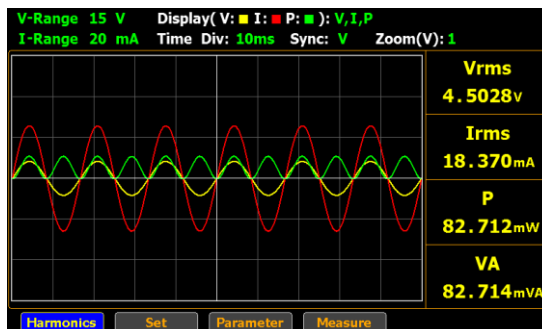 V-Range 15 V Display( V: I: P: ): V,I,P
I-Range 20 mA Time Div: 10ms Sync: V Zoom(V): 1
Vrms
4.5028V
Irms
18.370mA
P
82.712mW
VA
82.714mVA
Harmonics Set Parameter Measure